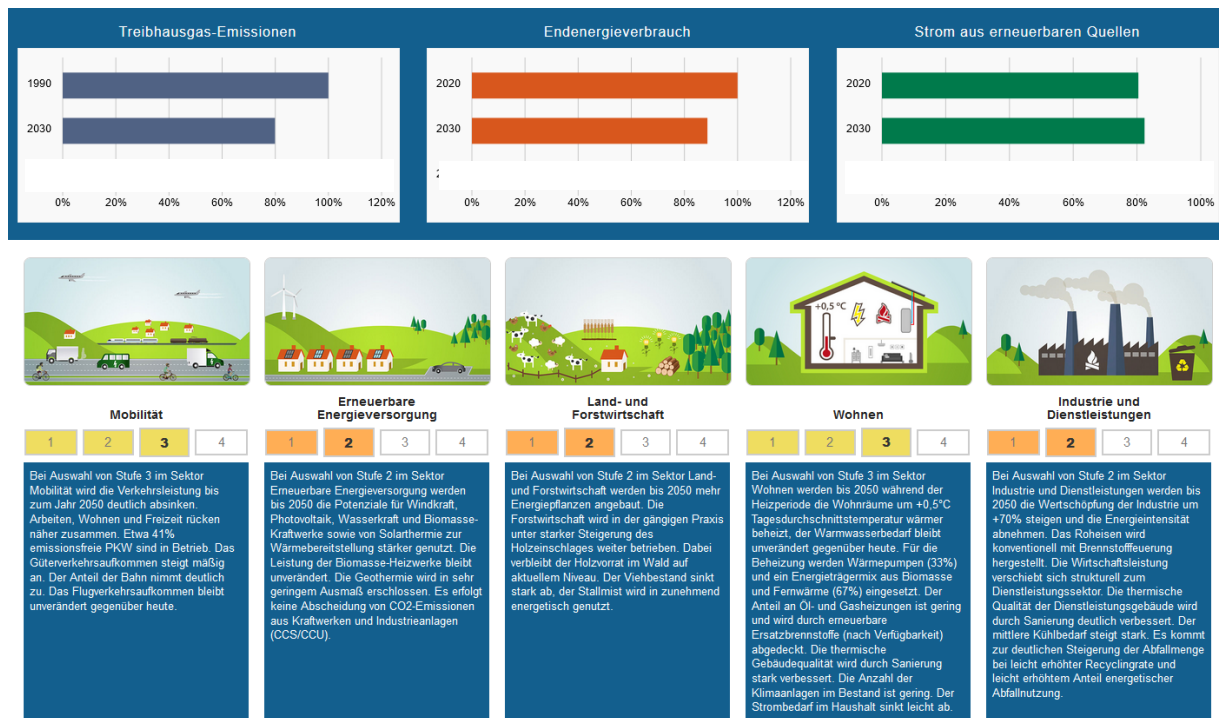 Treibhausgas-Emissionen
1990
2030
0% 20% 40% 60% 80% 100% 120%
Endenergieverbrauch
2020
2030
0% 20% 40% 60% 80% 100% 120%
Strom aus erneuerbaren Quellen
2020
2030
0% 20% 40% 60% 80% 100%
Mobilität
1 2 3 4
Bei Auswahl von Stufe 3 im Sektor
Mobilität wird die Verkehrsleistung bis
zum Jahr 2050 deutlich absinken.
Arbeiten, Wohnen und Freizeit rücken
näher zusammen. Etwa 41%
emissionsfreie PKW sind in Betrieb. Das
Güterverkehrsaufkommen steigt mäßig
an. Der Anteil der Bahn nimmt deutlich
zu. Das Flugverkehrsaufkommen bleibt
unverändert gegenüber heute.
Erneuerbare
Energieversorgung
1 2 3 4
Bei Auswahl von Stufe 2 im Sektor
Erneuerbare Energieversorgung werden
bis 2050 die Potenziale für Windkraft,
Photovoltaik, Wasserkraft und Biomasse-
Kraftwerke sowie von Solarthermie zur
Wärmebereitstellung stärker genutzt. Die
Leistung der Biomasse-Heizwerke bleibt
unverändert. Die Geothermie wird in sehr
geringem Ausmaß erschlossen. Es erfolgt
keine Abscheidung von CO2-Emissionen
aus Kraftwerken und Industrieanlagen
(CCS/CCU).
Land- und
Forstwirtschaft
1 2 3 4
Bei Auswahl von Stufe 2 im Sektor Land-
und Forstwirtschaft werden bis 2050 mehr
Energiepflanzen angebaut. Die
Forstwirtschaft wird in der gängigen Praxis
unter starker Steigerung des
Holzeinschlages weiter betrieben. Dabei
verbleibt der Holzvorrat im Wald auf
aktuellem Niveau. Der Viehbestand sinkt
stark ab, der Stallmist wird in zunehmend
energetisch genutzt.
+0,5 °C
Wohnen
1 2 3 4
Bei Auswahl von Stufe 3 im Sektor
Wohnen werden bis 2050 während der
Heizperiode die Wohnräume um +0,5°C
Tagesdurchschnittstemperatur wärmer
beheizt, der Warmwasserbedarf bleibt
unverändert gegenüber heute. Für die
Beheizung werden Wärmepumpen (33%)
und ein Energieträgermix aus Biomasse
und Fernwärme (67%) eingesetzt. Der
Anteil an Öl- und Gasheizungen ist gering
und wird durch erneuerbare
Ersatzbrennstoffe (nach Verfügbarkeit)
abgedeckt. Die thermische
Gebäudequalität wird durch Sanierung
stark verbessert. Die Anzahl der
Klimaanlagen im Bestand ist gering. Der
Strombedarf im Haushalt sinkt leicht ab.
Industrie und
Dienstleistungen
1 2 3 4
Bei Auswahl von Stufe 2 im Sektor
Industrie und Dienstleistungen werden bis
2050 die Wertschöpfung der Industrie um
+70% steigen und die Energieintensität
abnehmen. Das Roheisen wird
konventionell mit Brennstofffeuerung
hergestellt. Die Wirtschaftsleistung
verschiebt sich strukturell zum
Dienstleistungssektor. Die thermische
Qualität der Dienstleistungsgebäude wird
durch Sanierung deutlich verbessert. Der
mittlere Kühlbedarf steigt stark. Es kommt
zur deutlichen Steigerung der Abfallmenge
bei leicht erhöhter Recyclingrate und
leicht erhöhtem Anteil energetischer
Abfallnutzung.